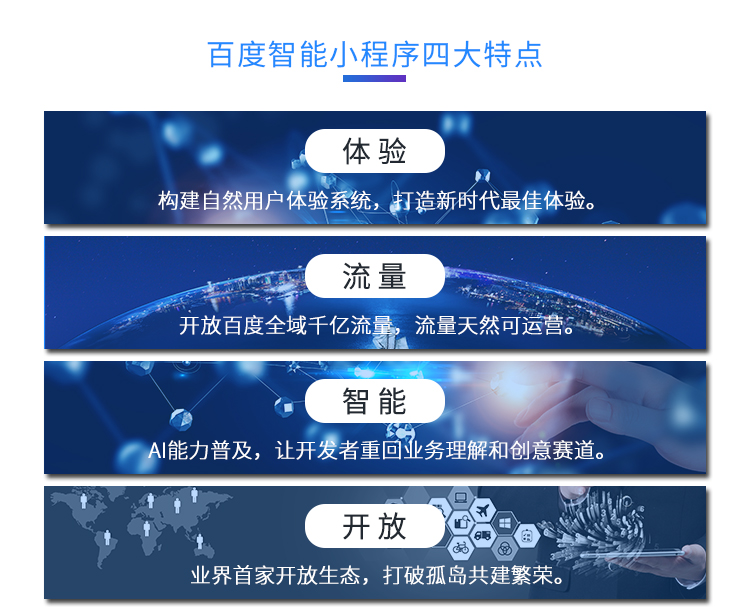 百度智能小程序四大特点
体验
构建自然用户体验系统，打造新时代最佳体验。
流量
开放百度全域千亿流量，流量天然可运营。
智能
AI能力普及，让开发者重回业务理解和创意赛道。
开放
业界首家开放生态，打破孤岛共建繁荣。